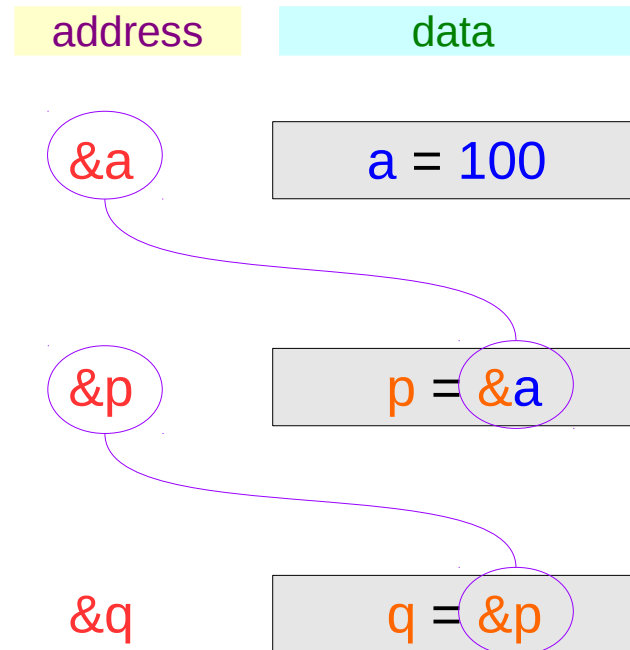 address data
&a a = 100
&p p = &a
&q q = &p